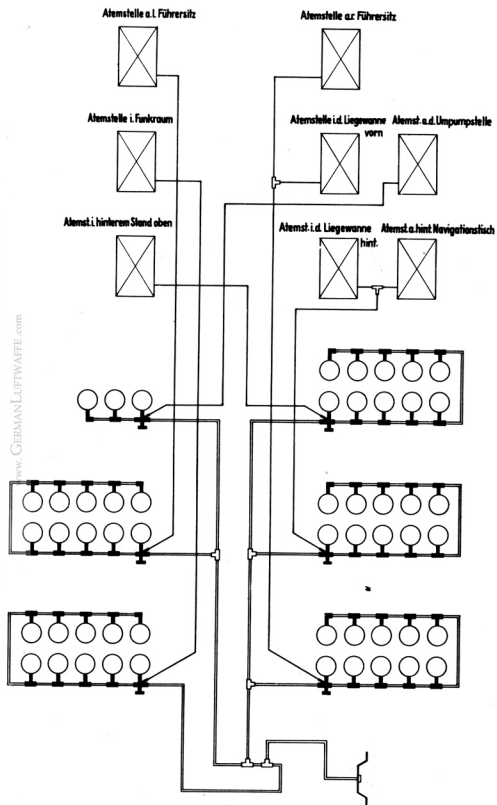 Atemstelle a.l. Führersitz
Atemstelle a.r. Führersitz
Atemstelle i. Funkraum
Atemstelle i.d. Liegewanne
vorn
Atemst. a.d. Umpumpstelle
Atemst. i. hinterem Stand oben
Atemst. i.d. Liegewanne
hint.
Atemst. a. hint. Navigationstisch
www.GermanLuftwaffe.com